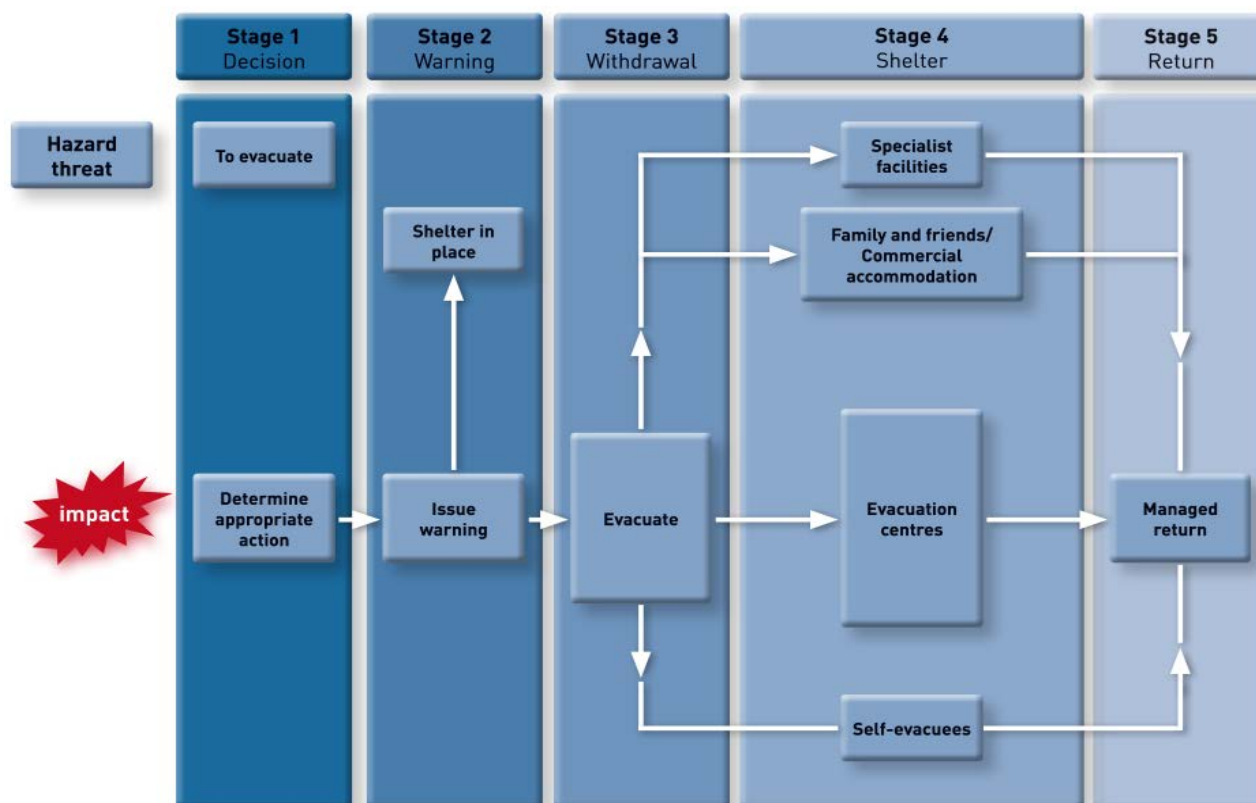 Stage 1
Decision
Stage 2
Warning
Stage 3
Withdrawal
Stage 4
Shelter
Stage 5
Return
Hazard
threat
To evacuate
Specialist
facilities
Shelter in
place
Family and friends/
Commercial
accommodation
impact
Determine
appropriate
action
Issue
warning
Evacuate
Evacuation
centres
Managed
return
Self-evacuees